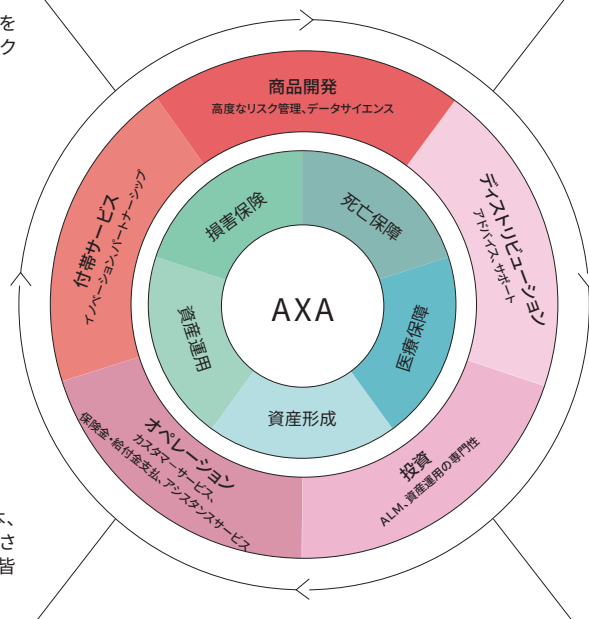 を
ク
商品開発
高度なリスク管理、データサイエンス
ディストリビューション
アドバイス、サポート
投資
ALM、資産運用の専門性
オペレーション
カスタマーサービス、
保険金・給付金支払、アシスタンスサービス
付帯サービス
イノベーション、パートナーシップ
死亡保障
医療保障
資産形成
資産運用
損害保険
AXA
、
さ
皆